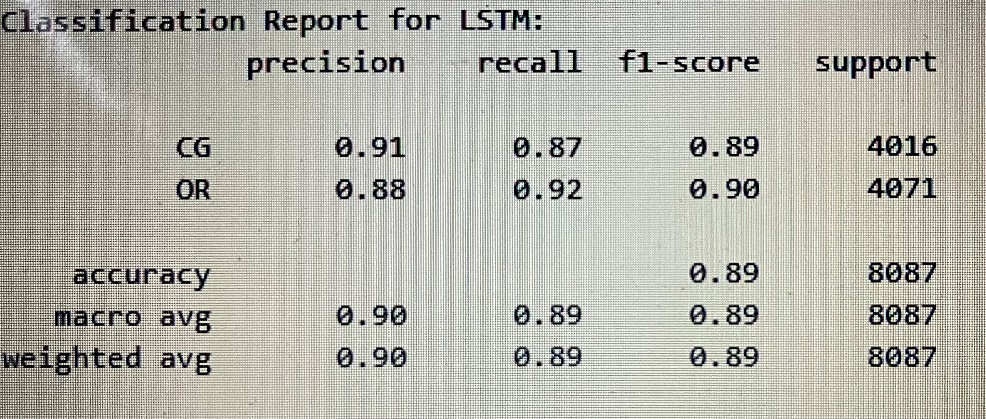 Classification Report for LSTM:
precision recall f1-score support
CG 0.91 0.87 0.89 4016
OR 0.88 0.92 0.90 4071
accuracy 0.89 8087
macro avg 0.90 0.89 0.89 8087
weighted avg 0.90 0.89 0.89 8087